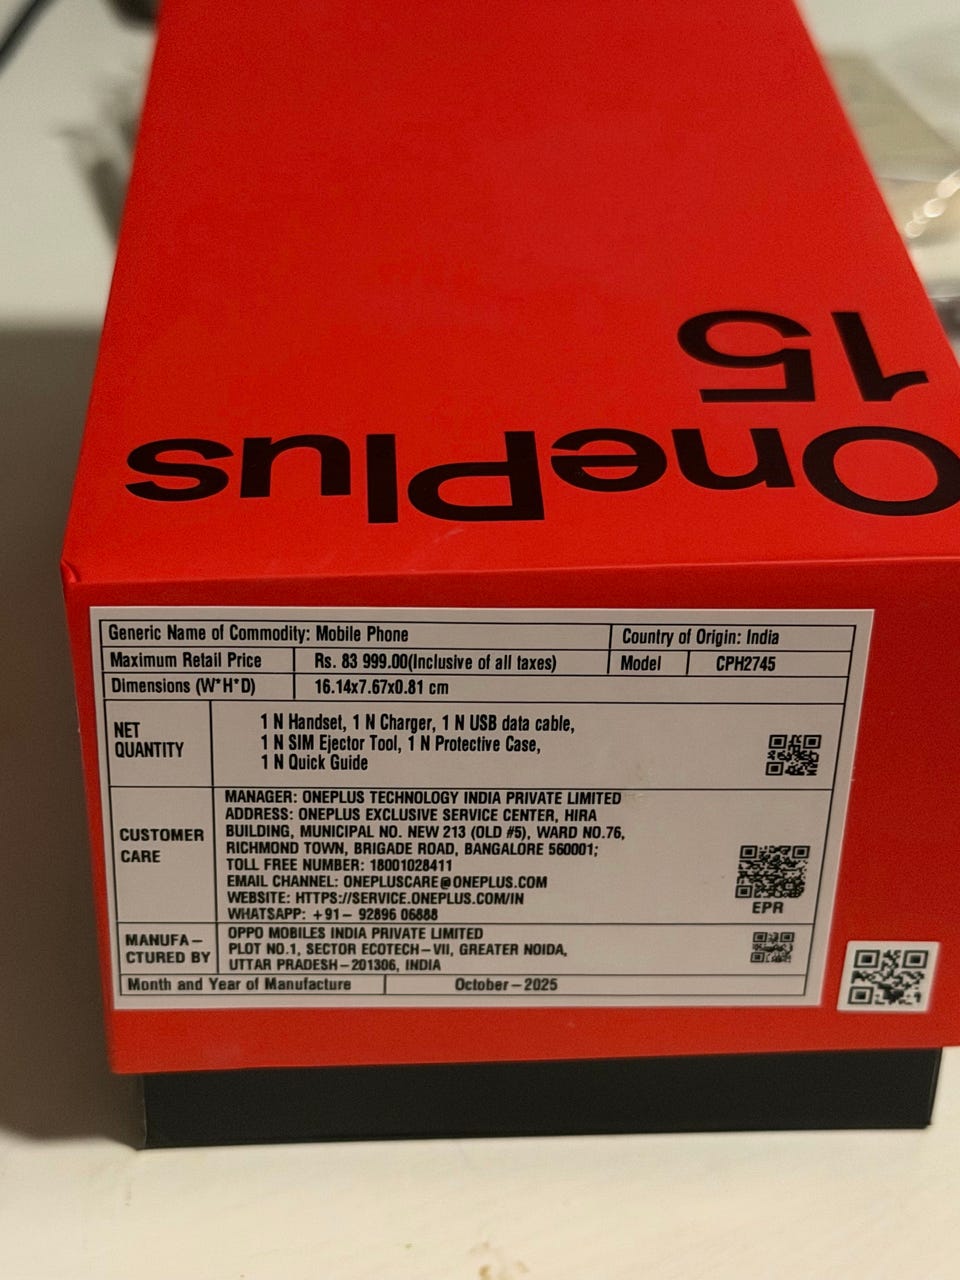 OnePlus
15
Generic Name of Commodity: Mobile Phone
Country of Origin: India
Maximum Retail Price
Rs. 83 999.00(Inclusive of all taxes)
Model
CPH2745
Dimensions (W*H*D)
16.14x7.67x0.81 cm
NET
QUANTITY
1 N Handset, 1 N Charger, 1 N USB data cable,
1 N SIM Ejector Tool, 1 N Protective Case,
1 N Quick Guide
CUSTOMER
CARE
MANAGER: ONEPLUS TECHNOLOGY INDIA PRIVATE LIMITED
ADDRESS: ONEPLUS EXCLUSIVE SERVICE CENTER, HIRA
BUILDING, MUNICIPAL NO. NEW 213 (OLD #5), WARD NO.76,
RICHMOND TOWN, BRIGADE ROAD, BANGALORE 560001;
TOLL FREE NUMBER: 18001028411
EMAIL CHANNEL: ONEPLUSCARE@ONEPLUS.COM
WEBSITE: HTTPS://SERVICE.ONEPLUS.COM/IN
WHATSAPP: +91- 92896 06888
EPR
MANUFA-
CTURED BY
OPPO MOBILES INDIA PRIVATE LIMITED
PLOT NO.1, SECTOR ECOTECH-VII, GREATER NOIDA,
UTTAR PRADESH-201306, INDIA
Month and Year of Manufacture
October-2025